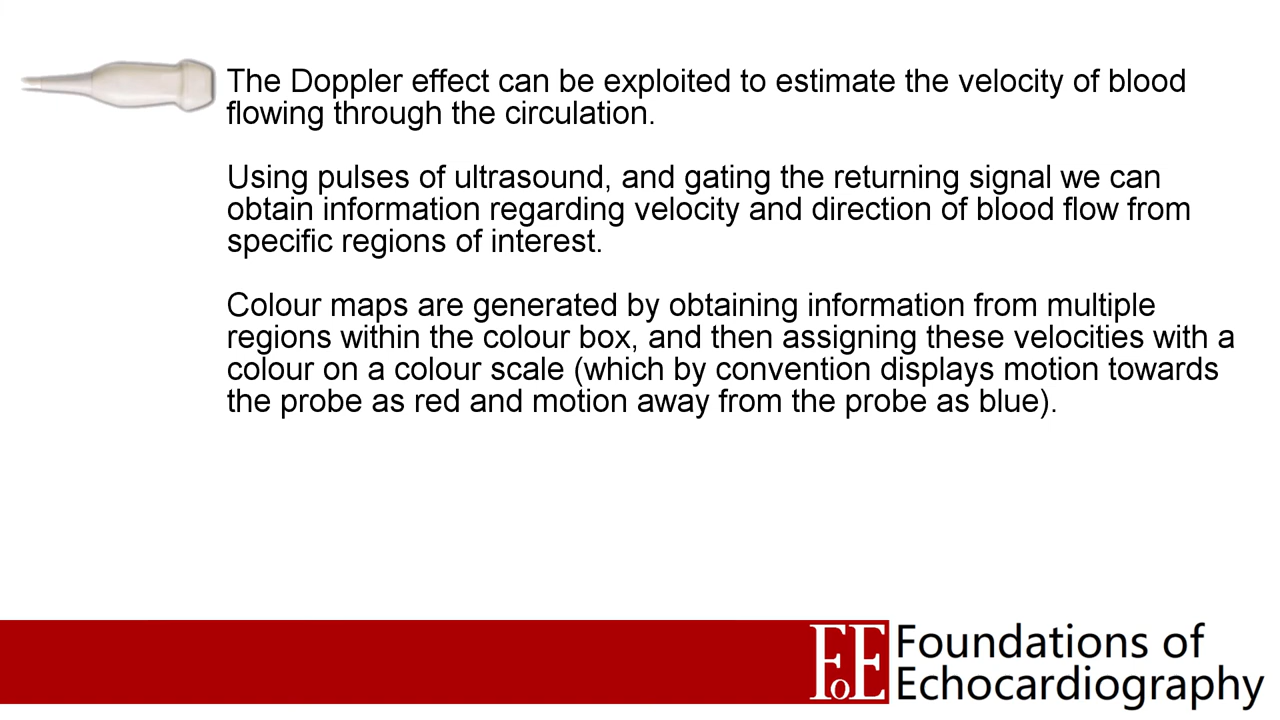 The Doppler effect can be exploited to estimate the velocity of blood
flowing through the circulation.
Using pulses of ultrasound, and gating the returning signal we can
obtain information regarding velocity and direction of blood flow from
specific regions of interest.
Colour maps are generated by obtaining information from multiple
regions within the colour box, and then assigning these velocities with a
colour on a colour scale (which by convention displays motion towards
the probe as red and motion away from the probe as blue).
FoE
Foundations of
Echocardiography